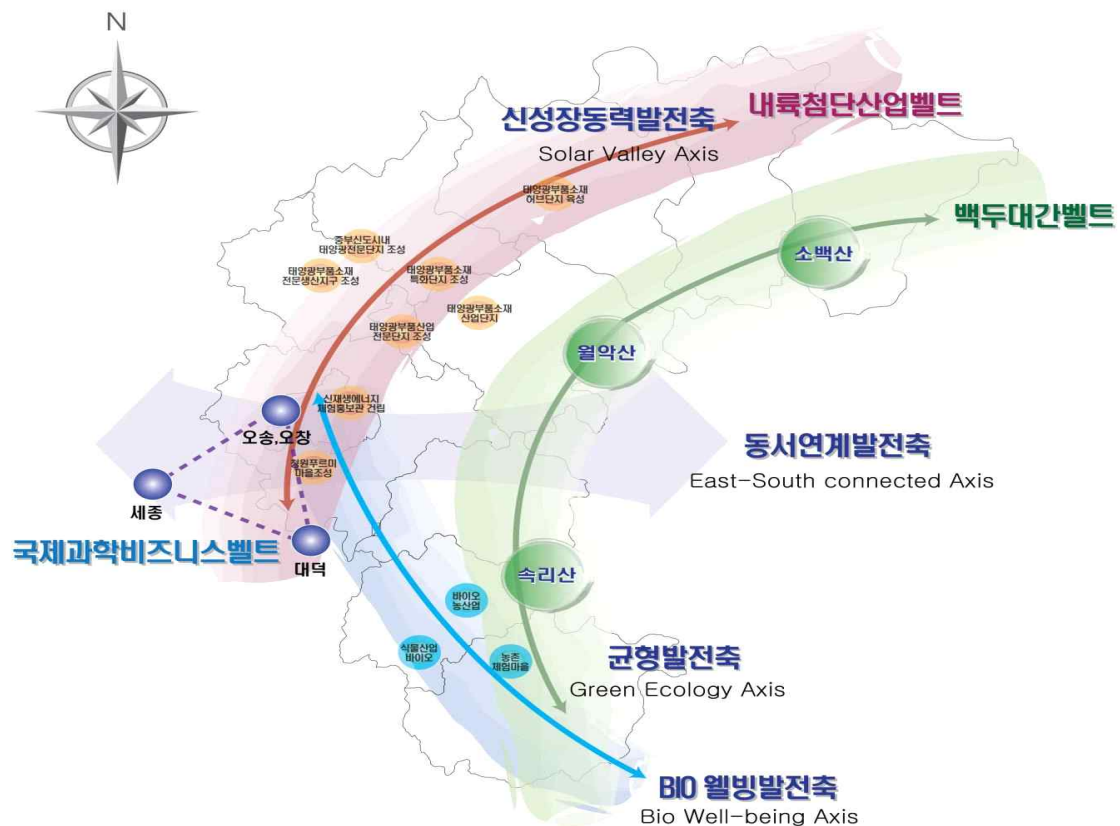 N
신성장동력발전축
Solar Valley Axis
내륙첨단산업벨트
백두대간벨트
태양광부품소재
허브단지 육성
소백산
중부신도시내
태양광전문단지 조성
태양광부품소재
전문생산지구 조성
태양광부품소재
특화단지 조성
태양광부품소재
산업단지
태양광부품산업
전문단지 조성
월악산
신재생에너지
체험홍보관 건립
오송,오창
청원푸르미
마을조성
동서연계발전축
East-South connected Axis
세종
국제과학비즈니스벨트
대덕
속리산
바이오
농산업
식물산업
바이오
농촌
체험마을
균형발전축
Green Ecology Axis
BIO 웰빙발전축
Bio Well-being Axis